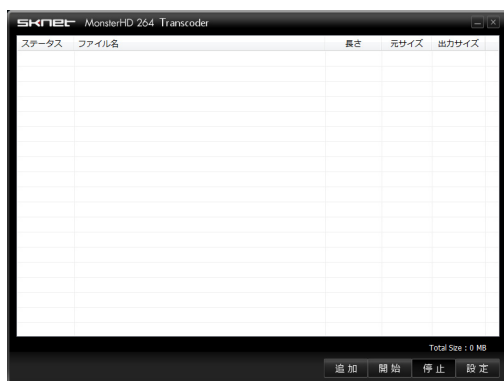 SKNET MonsterHD 264 Transcoder
ステータス ファイル名 長さ 元サイズ 出力サイズ
Total Size : 0 MB
追加 開始 停止 設定